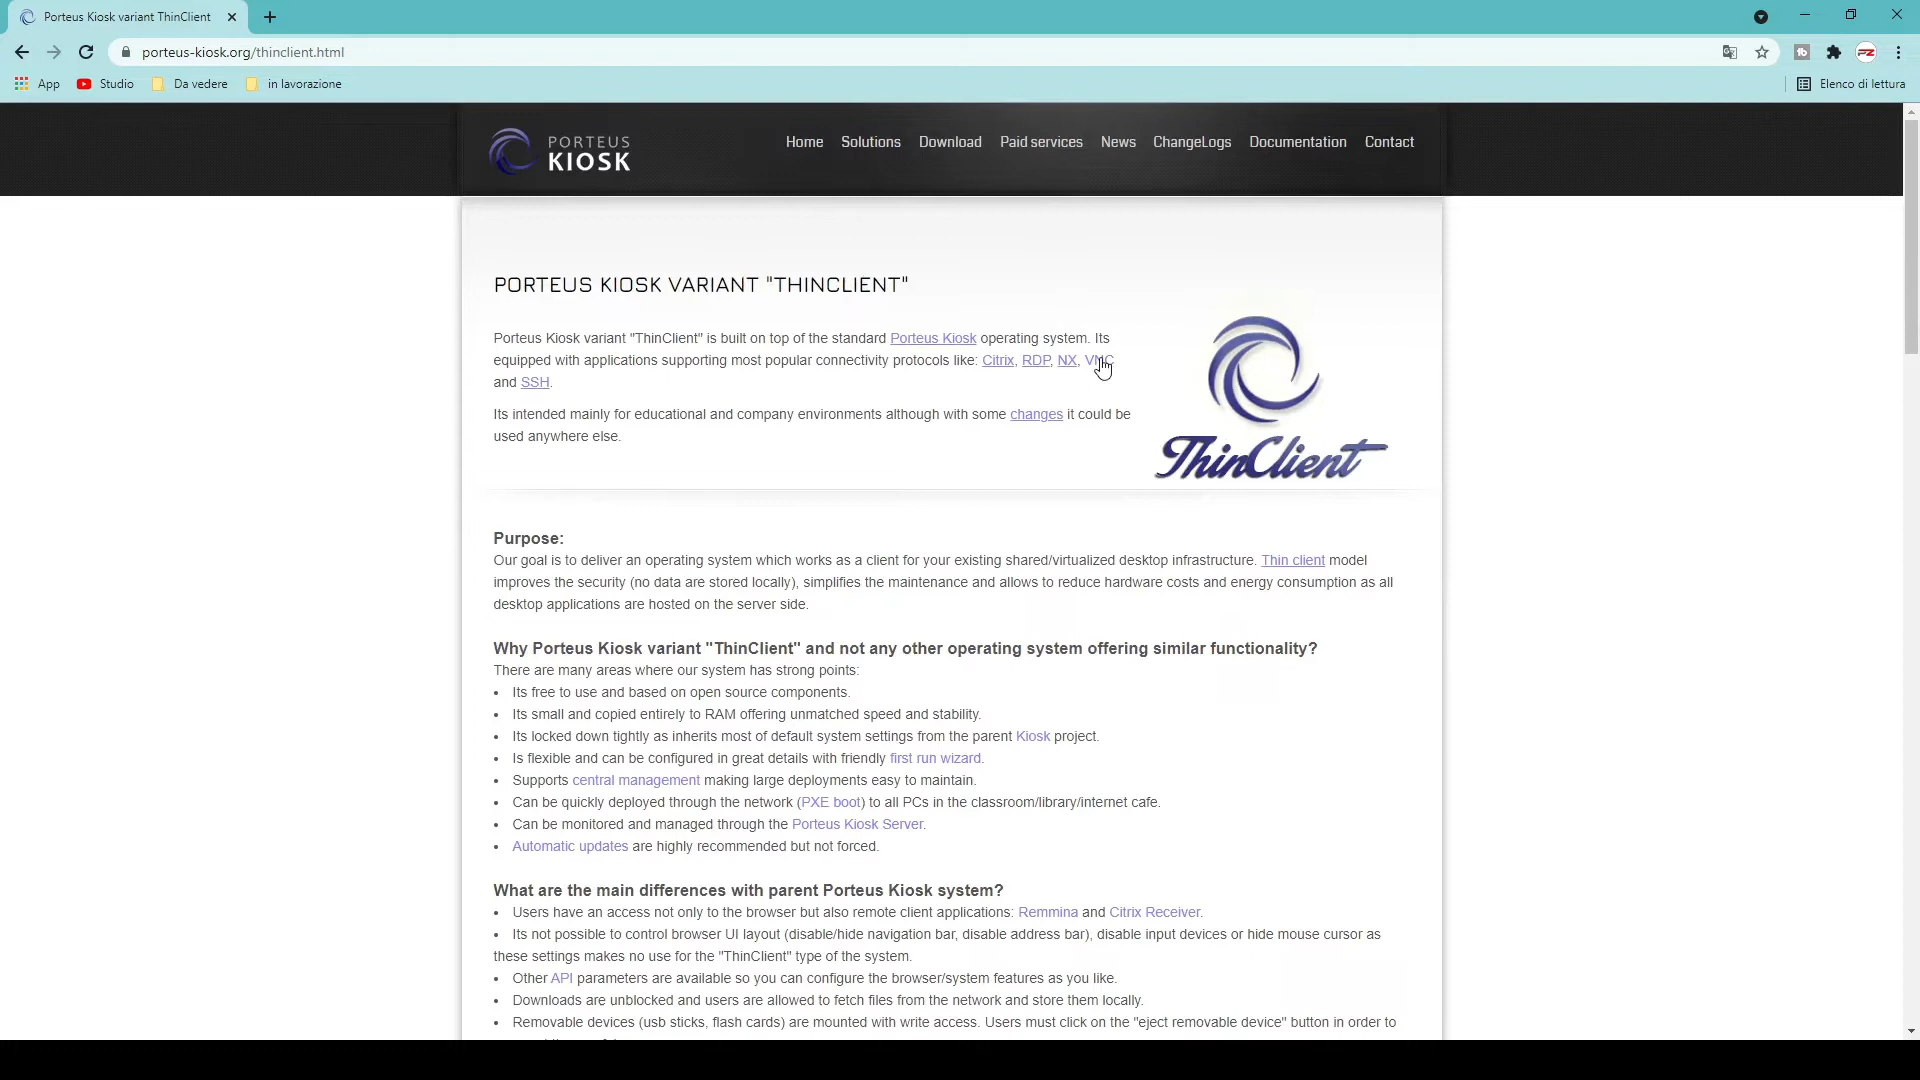 Porteus Kiosk variant ThinClient
porteus-kiosk.org/thinclient.html
App Studio Da vedere in lavorazione Elenco di lettura
PORTEUS
KIOSK
Home Solutions Download Paid services News ChangeLogs Documentation Contact
PORTEUS KIOSK VARIANT "THINCLIENT"
Porteus Kiosk variant "ThinClient" is built on top of the standard Porteus Kiosk operating system. Its
equipped with applications supporting most popular connectivity protocols like: Citrix, RDP, NX, VNC
and SSH.
Its intended mainly for educational and company environments although with some changes it could be
used anywhere else.
ThinClient
Purpose:
Our goal is to deliver an operating system which works as a client for your existing shared/virtualized desktop infrastructure. Thin client model
improves the security (no data are stored locally), simplifies the maintenance and allows to reduce hardware costs and energy consumption as all
desktop applications are hosted on the server side.
Why Porteus Kiosk variant "ThinClient" and not any other operating system offering similar functionality?
There are many areas where our system has strong points:
• Its free to use and based on open source components.
• Its small and copied entirely to RAM offering unmatched speed and stability.
• Its locked down tightly as inherits most of default system settings from the parent Kiosk project.
• Is flexible and can be configured in great details with friendly first run wizard.
• Supports central management making large deployments easy to maintain.
• Can be quickly deployed through the network (PXE boot) to all PCs in the classroom/library/internet cafe.
• Can be monitored and managed through the Porteus Kiosk Server.
• Automatic updates are highly recommended but not forced.
What are the main differences with parent Porteus Kiosk system?
• Users have an access not only to the browser but also remote client applications: Remmina and Citrix Receiver.
• Its not possible to control browser UI layout (disable/hide navigation bar, disable address bar), disable input devices or hide mouse cursor as
these settings makes no use for the "ThinClient" type of the system.
• Other API parameters are available so you can configure the browser/system features as you like.
• Downloads are unblocked and users are allowed to fetch files from the network and store them locally.
• Removable devices (usb sticks, flash cards) are mounted with write access. Users must click on the "eject removable device" button in order to